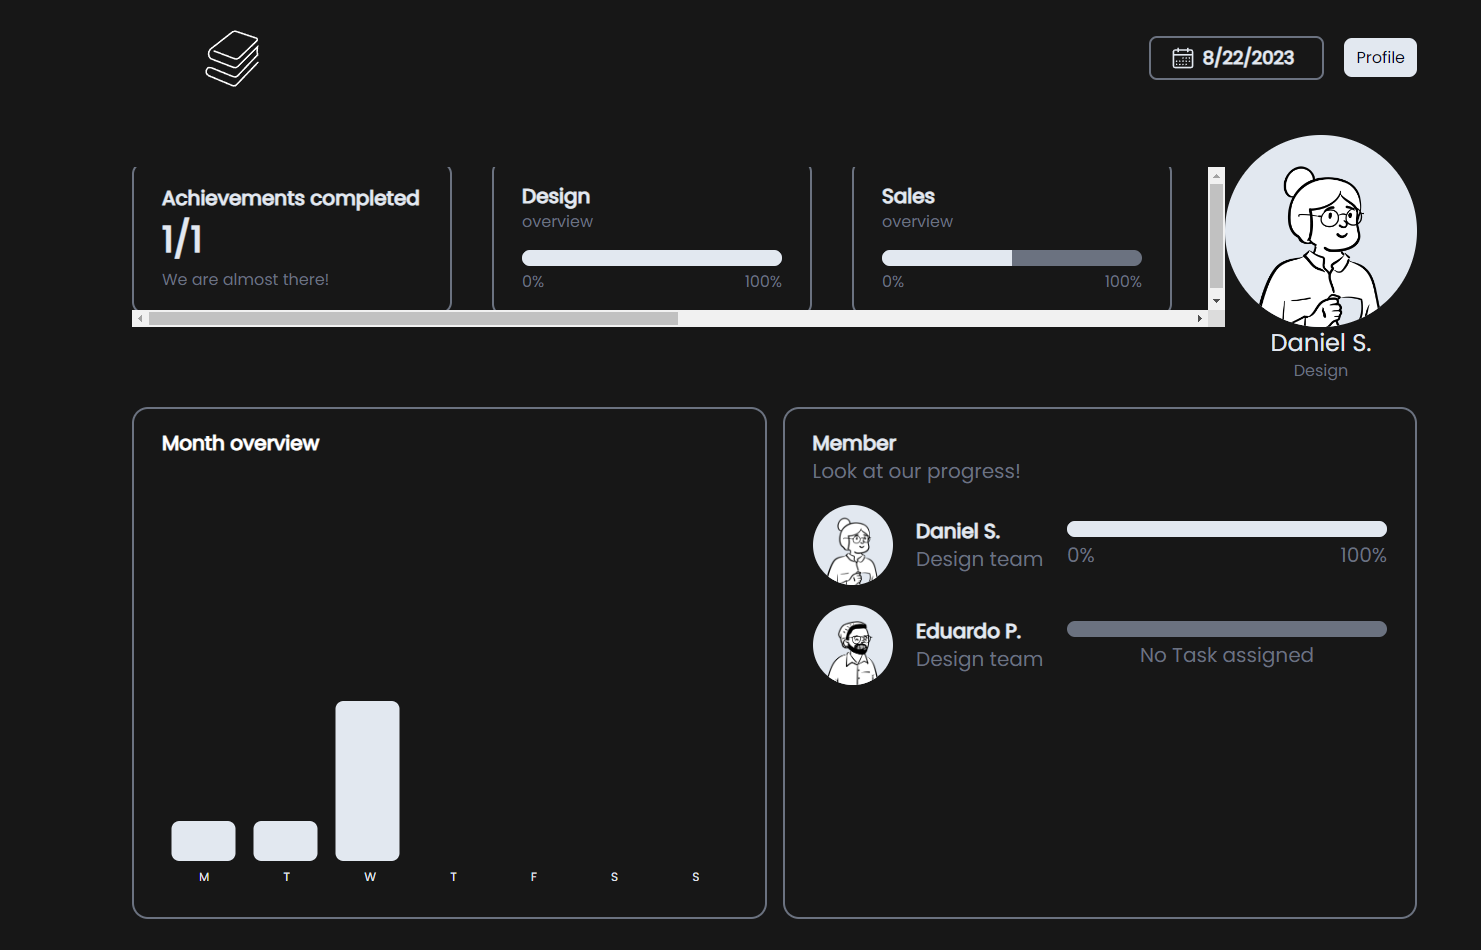 8/22/2023
Profile
Achievements completed
1/1
We are almost there!
Design
overview
0% 100%
Sales
overview
0% 100%
Daniel S.
Design
Month overview
M T W T F S S
Member
Look at our progress!
Daniel S.
Design team
0% 100%
Eduardo P.
Design team
No Task assigned